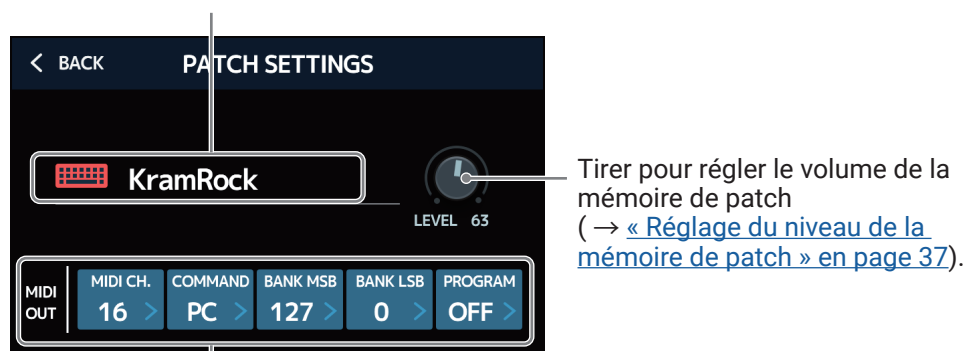 BACK
PATCH SETTINGS
KramRock
LEVEL 63
Tirer pour régler le volume de la
mémoire de patch
( → « Réglage du niveau de la
mémoire de patch » en page 37).
MIDI OUT
MIDI CH. COMMAND BANK MSB BANK LSB PROGRAM
16 > PC > 127 > 0 > OFF >